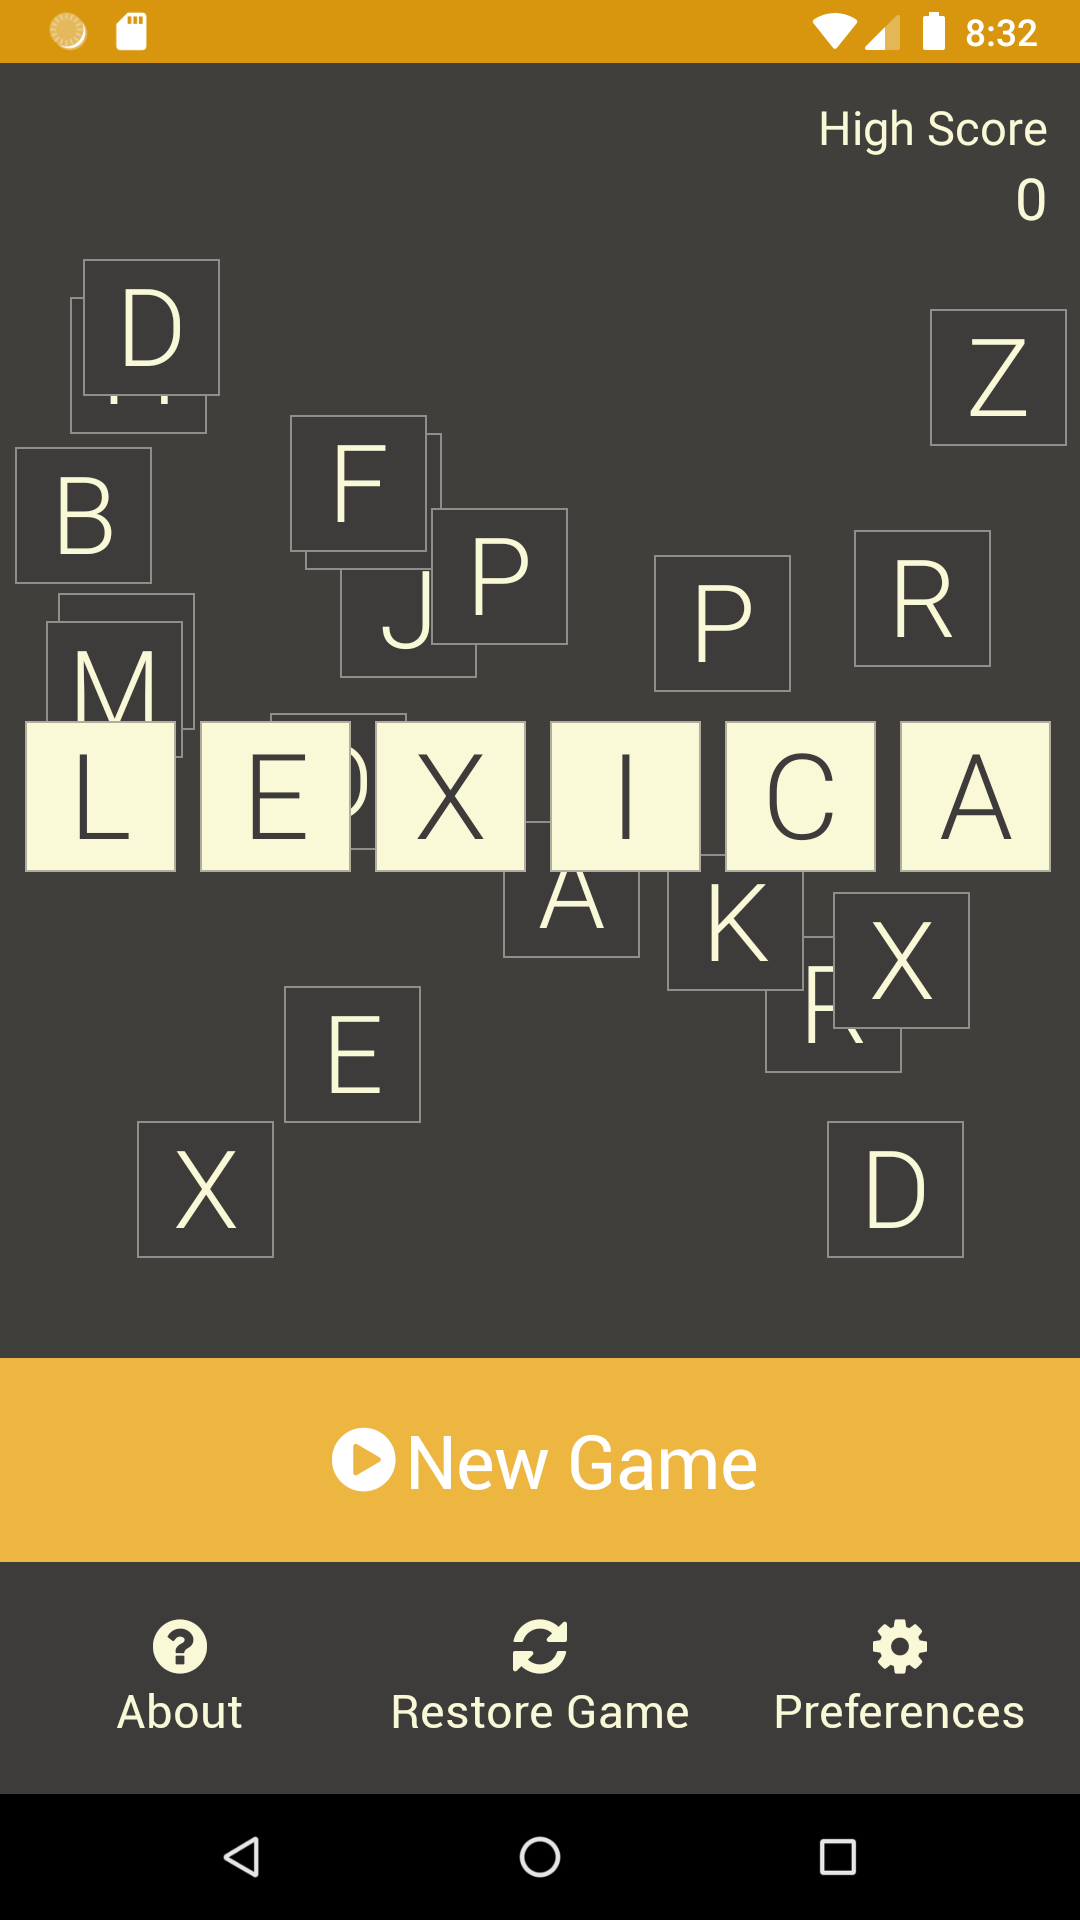 8:32
High Score
0
D
Z
F
B
P
R
P
J
M
L E X I C A
A
K
X
R
E
X
D
New Game
About Restore Game Preferences